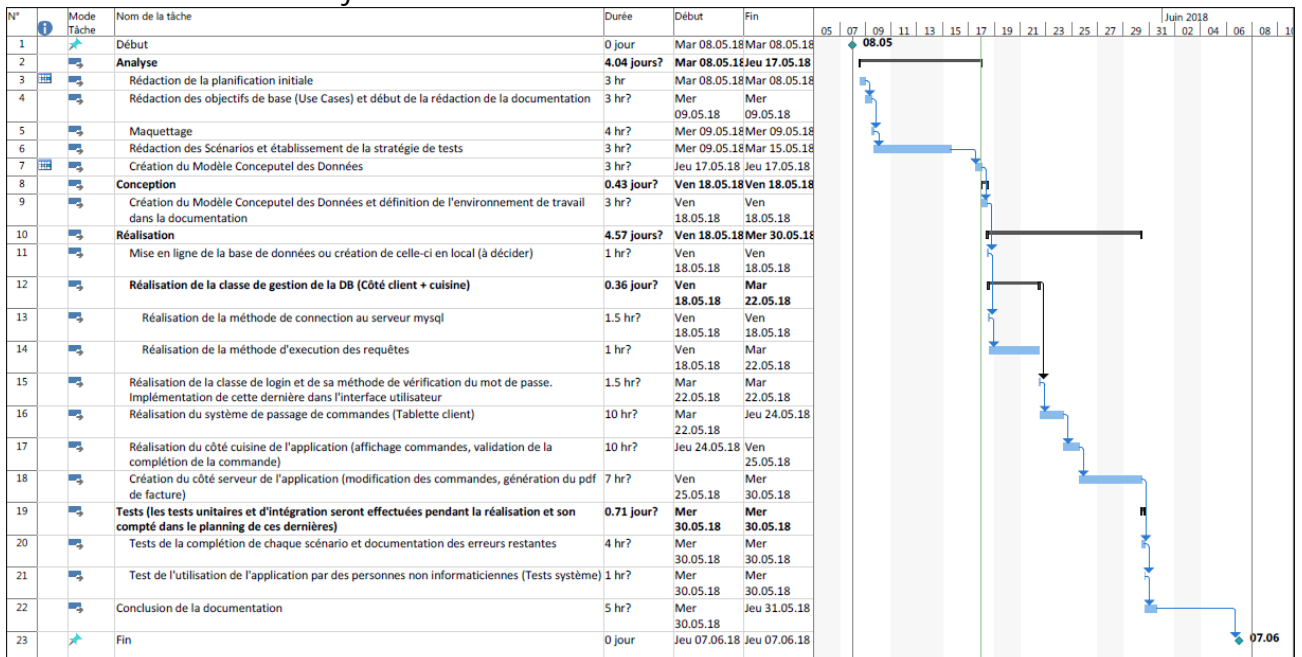 N° Mode Tâche Nom de la tâche Durée Début Fin
Juin 2018
05 07 09 11 13 15 17 19 21 23 25 27 29 31 02 04 06 08
1 Début 0 jour Mar 08.05.18 Mar 08.05.18
08.05
2 Analyse 4.04 jours? Mar 08.05.18 Jeu 17.05.18
3 Rédaction de la planification initiale 3 hr Mar 08.05.18 Mar 08.05.18
4 Rédaction des objectifs de base (Use Cases) et début de la rédaction de la documentation 3 hr? Mer Mer
09.05.18 09.05.18
5 Maquettage 4 hr? Mer 09.05.18 Mer 09.05.18
6 Rédaction des Scénarios et établissement de la stratégie de tests 3 hr? Mer 09.05.18 Mar 15.05.18
7 Création du Modèle Conceputel des Données 3 hr? Jeu 17.05.18 Jeu 17.05.18
8 Conception 0.43 jour? Ven 18.05.18 Ven 18.05.18
9 Création du Modèle Conceputel des Données et définition de l'environnement de travail 3 hr? Ven Ven
dans la documentation 18.05.18 18.05.18
10 Réalisation 4.57 jours? Ven 18.05.18 Mer 30.05.18
11 Mise en ligne de la base de données ou création de celle-ci en local (à décider) 1 hr? Ven Ven
18.05.18 18.05.18
12 Réalisation de la classe de gestion de la DB (Côté client + cuisine) 0.36 jour? Ven Mar
18.05.18 22.05.18
13 Réalisation de la méthode de connection au serveur mysql 1.5 hr? Ven Ven
18.05.18 18.05.18
14 Réalisation de la méthode d'execution des requêtes 1 hr? Ven Mar
18.05.18 22.05.18
15 Réalisation de la classe de login et de sa méthode de vérification du mot de passe. 1.5 hr? Mar Mar
Implémentation de cette dernière dans l'interface utilisateur 22.05.18 22.05.18
16 Réalisation du système de passage de commandes (Tablette client) 10 hr? Mar Jeu 24.05.18
22.05.18
17 Réalisation du côté cuisine de l'application (affichage commandes, validation de la 10 hr? Jeu 24.05.18 Ven
complétion de la commande) 25.05.18
18 Création du côté serveur de l'application (modification des commandes, génération du pdf 7 hr? Ven Mer
de facture) 25.05.18 30.05.18
19 Tests (les tests unitaires et d'intégration seront effectuées pendant la réalisation et son 0.71 jour? Mer Mer
compté dans le planning de ces dernières) 30.05.18 30.05.18
20 Tests de la complétion de chaque scénario et documentation des erreurs restantes 4 hr? Mer Mer
30.05.18 30.05.18
21 Test de l'utilisation de l'application par des personnes non informaticiennes (Tests système) 1 hr? Mer Mer
30.05.18 30.05.18
22 Conclusion de la documentation 5 hr? Mer Jeu 31.05.18
30.05.18
23 Fin 0 jour Jeu 07.06.18 Jeu 07.06.18
07.06